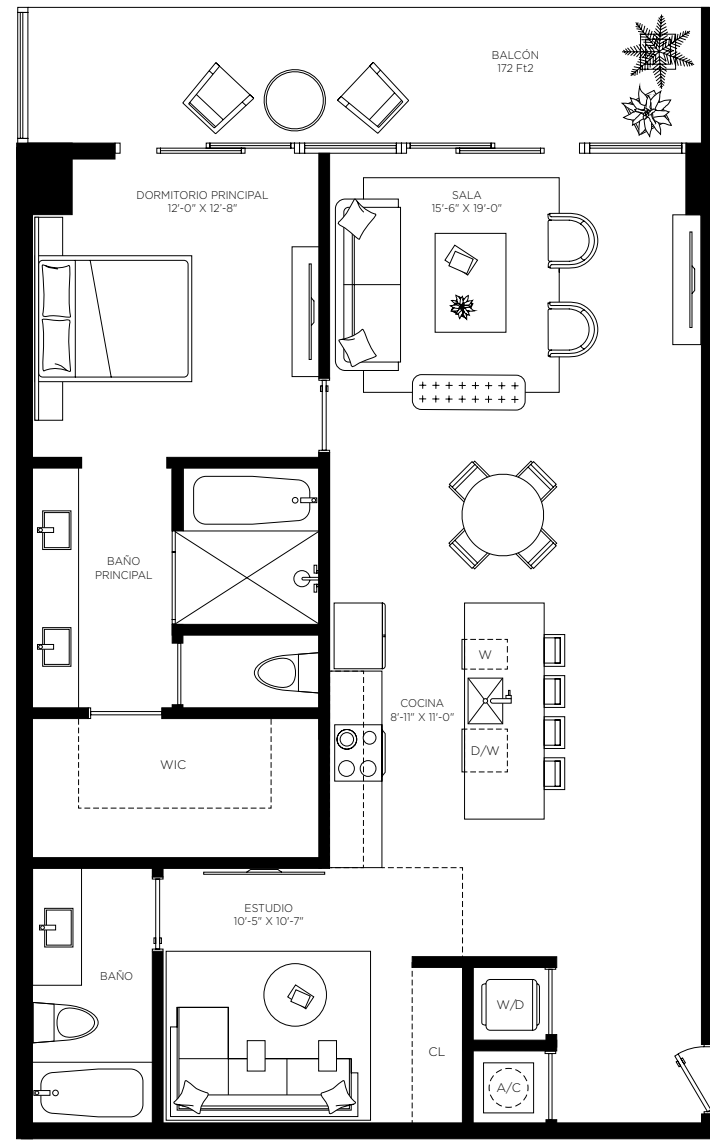 BALCÓN
172 Ft2
DORMITORIO PRINCIPAL
12'-0" X 12'-8"
SALA
15'-6" X 19'-0"
BAÑO
PRINCIPAL
W
COCINA
8'-11" X 11'-0"
D/W
WIC
ESTUDIO
10'-5" X 10'-7"
BAÑO
W/D
CL
A/C